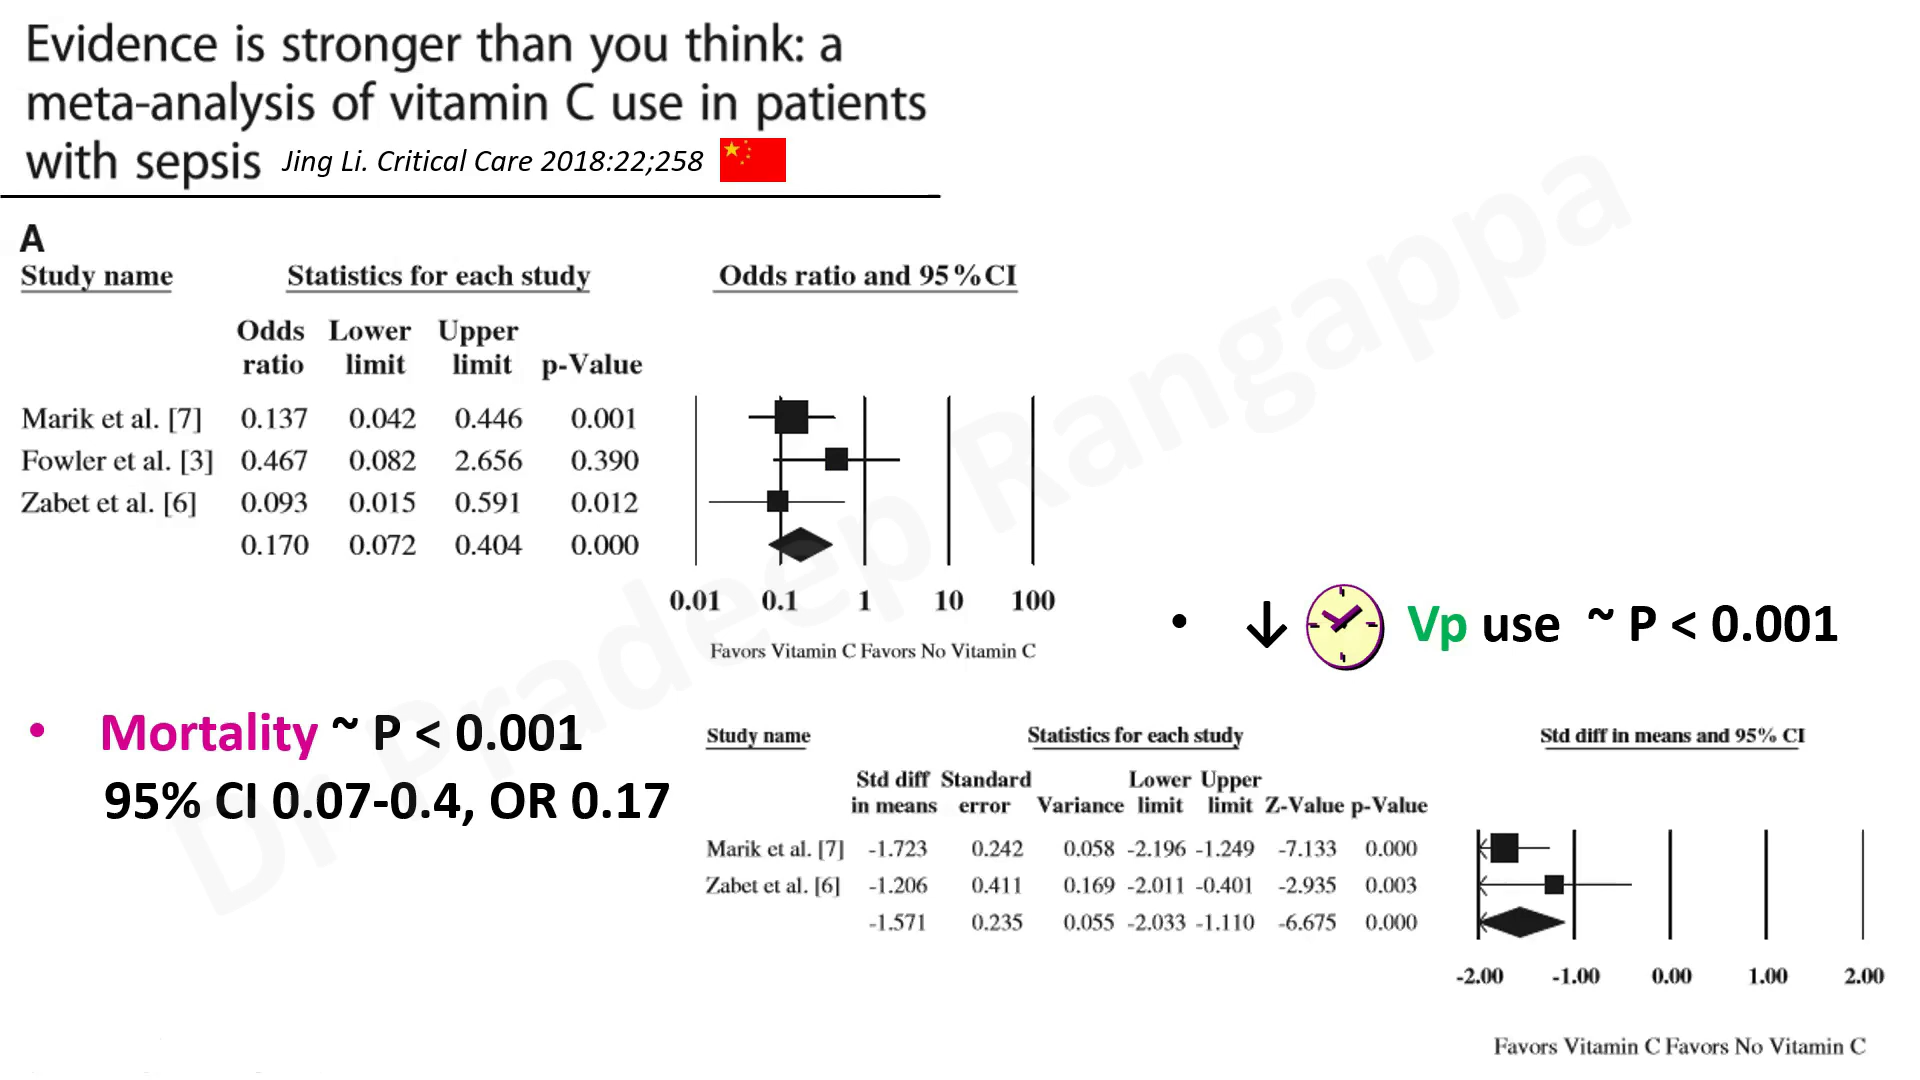 Evidence is stronger than you think: a
meta-analysis of vitamin C use in patients
with sepsis Jing Li. Critical Care 2018:22;258
A
Study name Statistics for each study Odds ratio and 95%CI
Odds Lower Upper
ratio limit limit p-Value
Marik et al. [7] 0.137 0.042 0.446 0.001
Fowler et al. [3] 0.467 0.082 2.656 0.390
Zabet et al. [6] 0.093 0.015 0.591 0.012
0.170 0.072 0.404 0.000
0.01 0.1 1 10 100
Favors Vitamin C Favors No Vitamin C
• ↓ Vp use ~ P < 0.001
• Mortality ~ P < 0.001
95% CI 0.07-0.4, OR 0.17
Study name Statistics for each study Std diff in means and 95% CI
Std diff Standard Lower Upper
in means error Variance limit limit Z-Value p-Value
Marik et al. [7] -1.723 0.242 0.058 -2.196 -1.249 -7.133 0.000
Zabet et al. [6] -1.206 0.411 0.169 -2.011 -0.401 -2.935 0.003
-1.571 0.235 0.055 -2.033 -1.110 -6.675 0.000
-2.00 -1.00 0.00 1.00 2.00
Favors Vitamin C Favors No Vitamin C
Dr Pradeep Rangappa